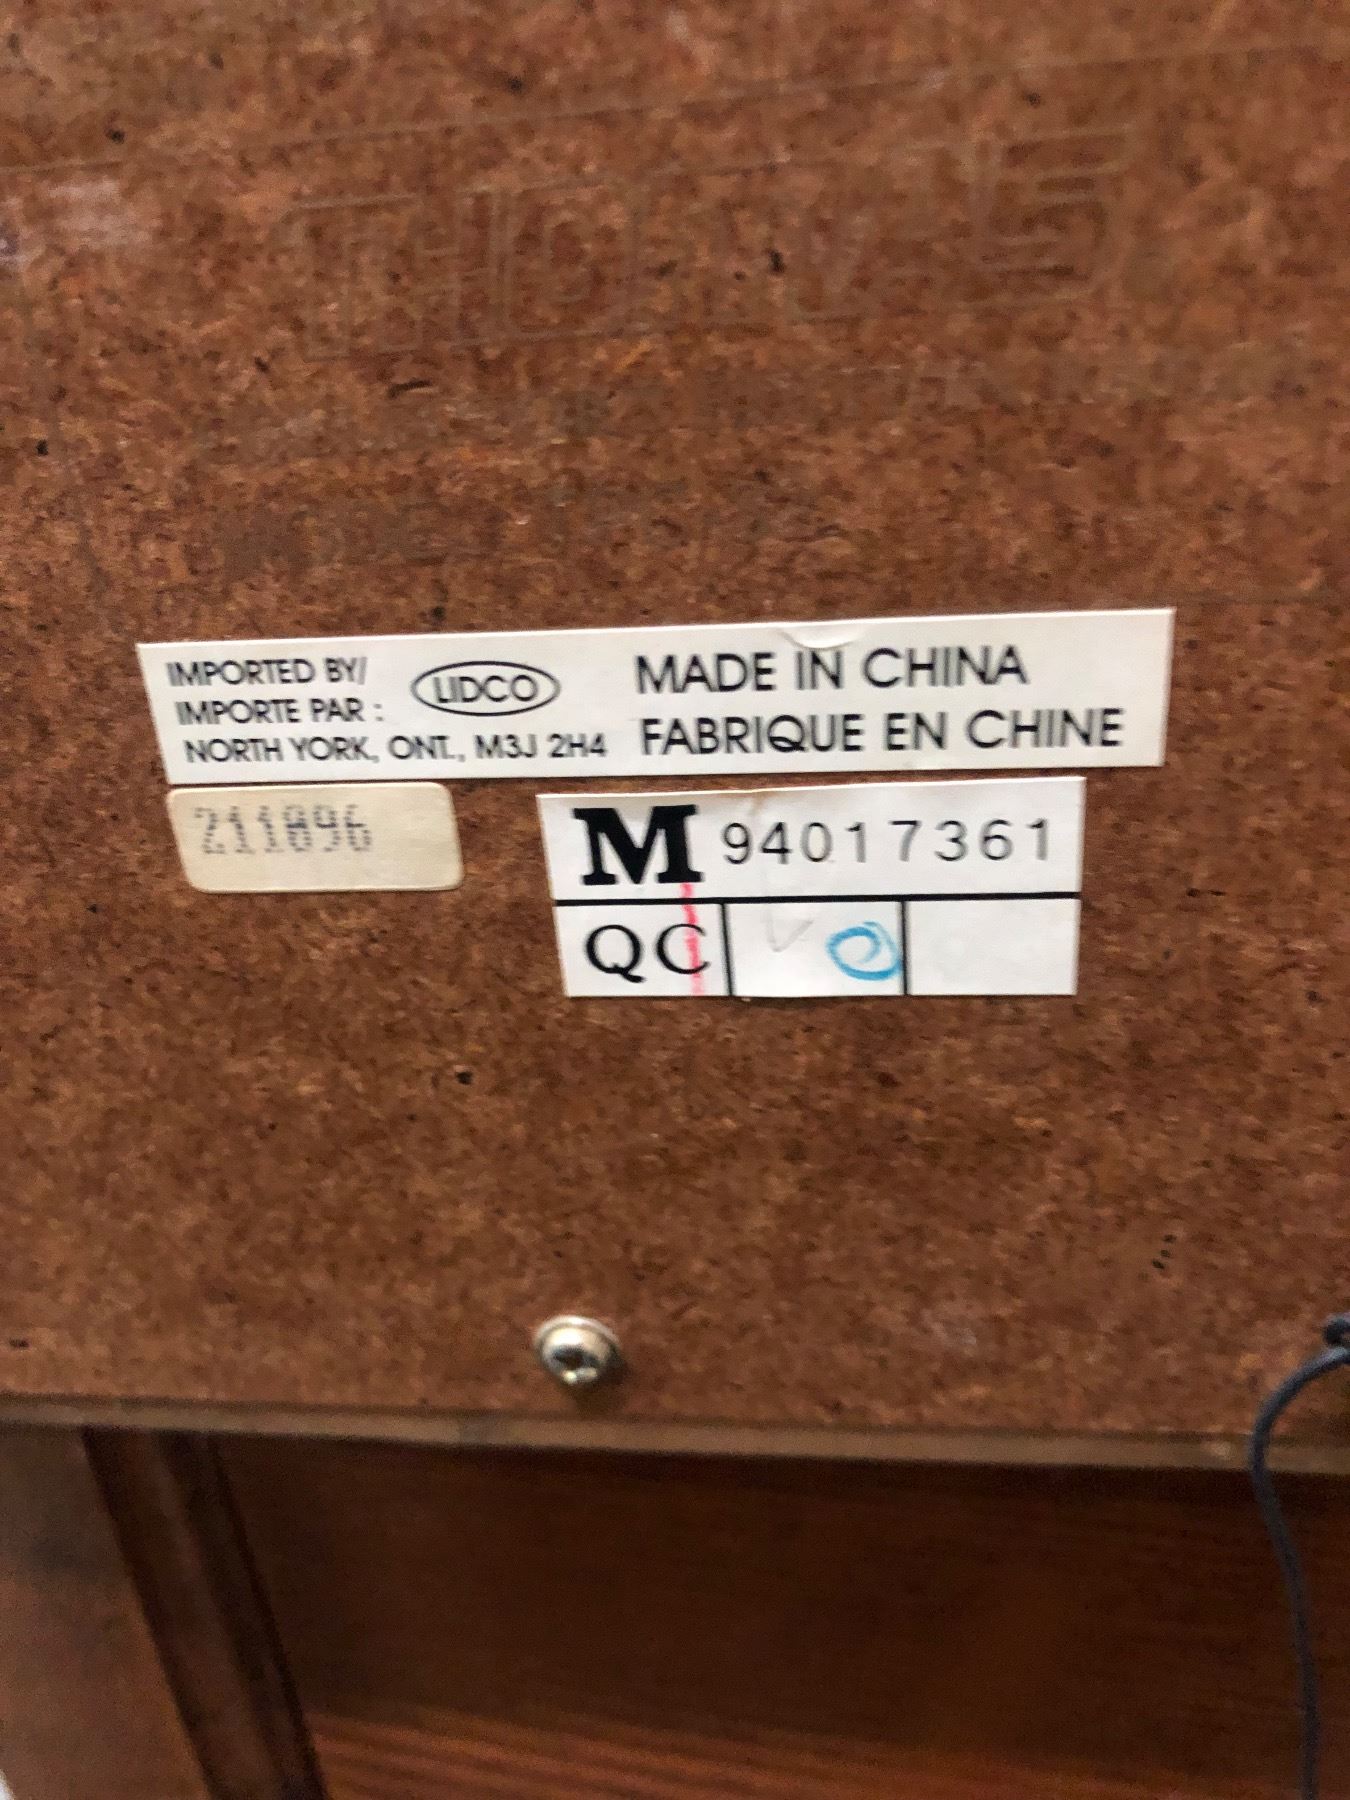 IMPORTED BY/
IMPORTE PAR : LIDCO
NORTH YORK, ONT., M3J 2H4
MADE IN CHINA
FABRIQUE EN CHINE
211896
M 94017361
QC